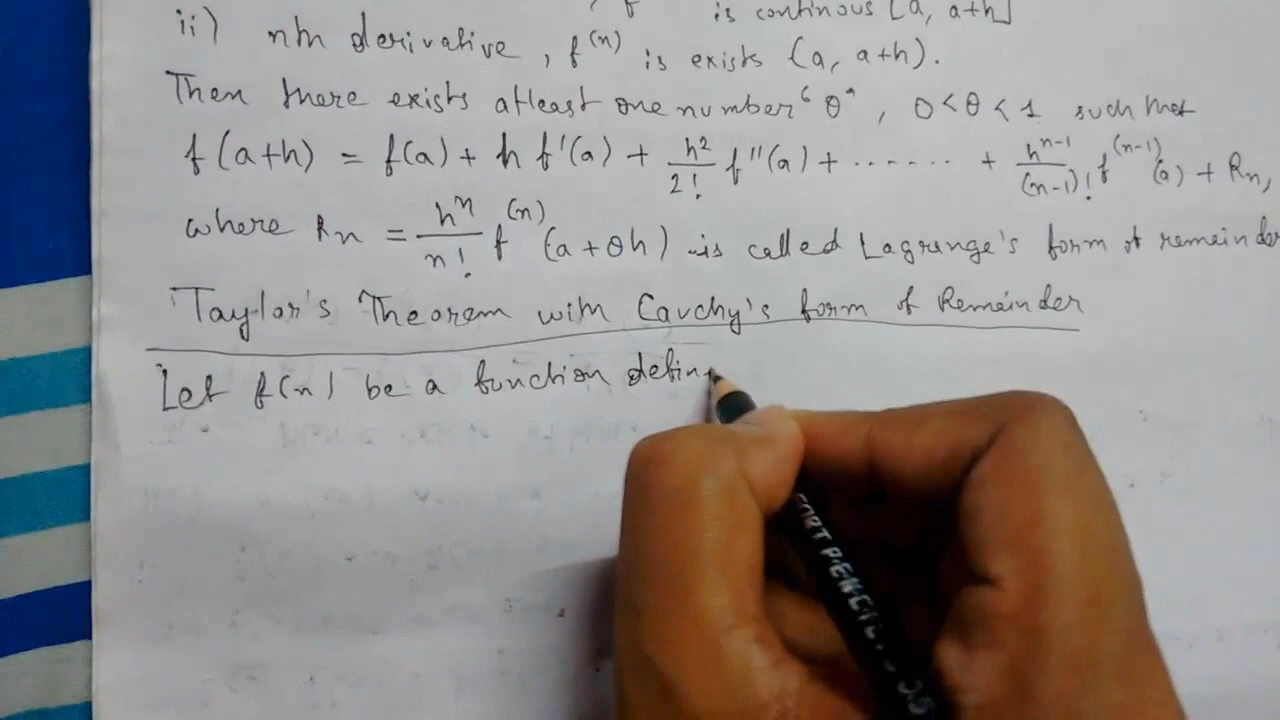 is continous [a, a+h]
ii) nth derivative, f^(n) is exists (a, a+h).
Then there exists atleast one number "θ", 0<θ<1 such that
f(a+h) = f(a) + h f'(a) + h²/2! f''(a) + ....... + h^(n-1)/(n-1)! f^(n-1)(a) + Rn,
where Rn = h^n/n! f^(n)(a+θh) is called Lagrange's form of remainder
Taylor's Theorem with Cauchy's form of Remainder
Let f(x) be a function defin